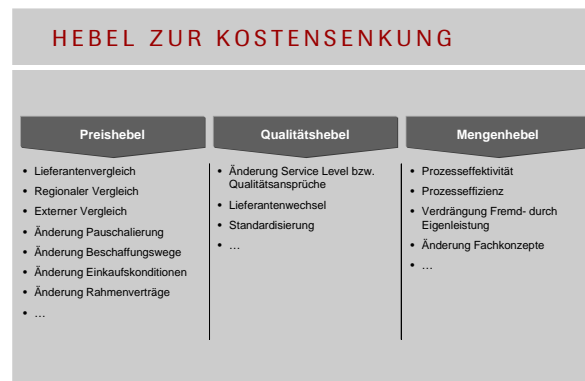 HEBEL ZUR KOSTENSENKUNG
Preishebel
• Lieferantenvergleich
• Regionaler Vergleich
• Externer Vergleich
• Änderung Pauschalierung
• Änderung Beschaffungswege
• Änderung Einkaufskonditionen
• Änderung Rahmenverträge
• …
Qualitätshebel
• Änderung Service Level bzw.
Qualitätsansprüche
• Lieferantenwechsel
• Standardisierung
• …
Mengenhebel
• Prozesseffektivität
• Prozesseffizienz
• Verdrängung Fremd- durch
Eigenleistung
• Änderung Fachkonzepte
• …